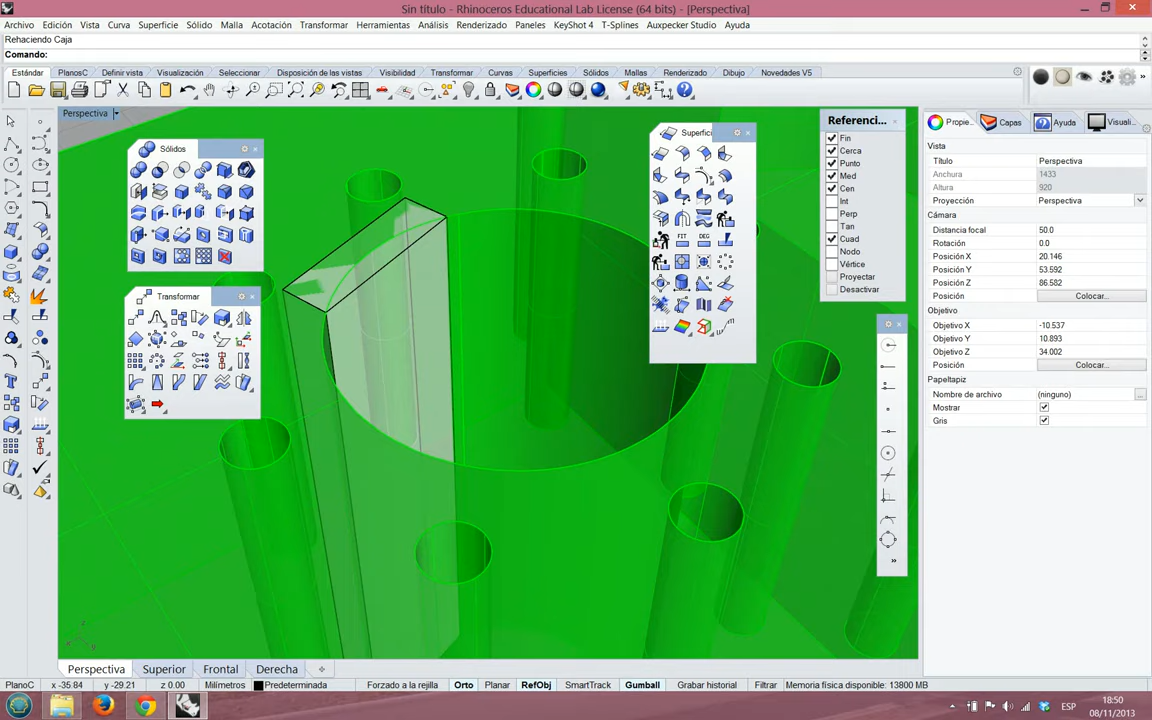 Sin título - Rhinoceros Educational Lab License (64 bits) - [Perspectiva]
Archivo Edición Vista Curva Superficie Sólido Malla Acotación Transformar Herramientas Análisis Renderizado Paneles KeyShot 4 T-Splines Auxpecker Studio Ayuda
Rehaciendo Caja
Comando:
Estándar PlanosC Definir vista Visualización Seleccionar Disposición de las vistas Visibilidad Transformar Curvas Superficies Sólidos Mallas Renderizado Dibujo Novedades V5
Perspectiva
Sólidos
Transformar
Superfici
FIT DEG
Referenci...
Fin
Cerca
Punto
Med
Cen
Int
Perp
Tan
Cuad
Nodo
Vértice
Proyectar
Desactivar
Propie... Capas Ayuda Visuali...
Vista
Título Perspectiva
Anchura 1433
Altura 920
Proyección Perspectiva
Cámara
Distancia focal 50.0
Rotación 0.0
Posición X 20.146
Posición Y 53.592
Posición Z 86.582
Posición Colocar...
Objetivo
Objetivo X -10.537
Objetivo Y 10.893
Objetivo Z 34.002
Posición Colocar...
Papeltapiz
Nombre de archivo (ninguno) ...
Mostrar
Gris
z
x y
Perspectiva Superior Frontal Derecha
PlanoC x -35.84 y -29.21 z 0.00 Milímetros Predeterminada Forzado a la rejilla Orto Planar RefObj SmartTrack Gumball Grabar historial Filtrar Memoria física disponible: 13800 MB
ESP
18:50
08/11/2013